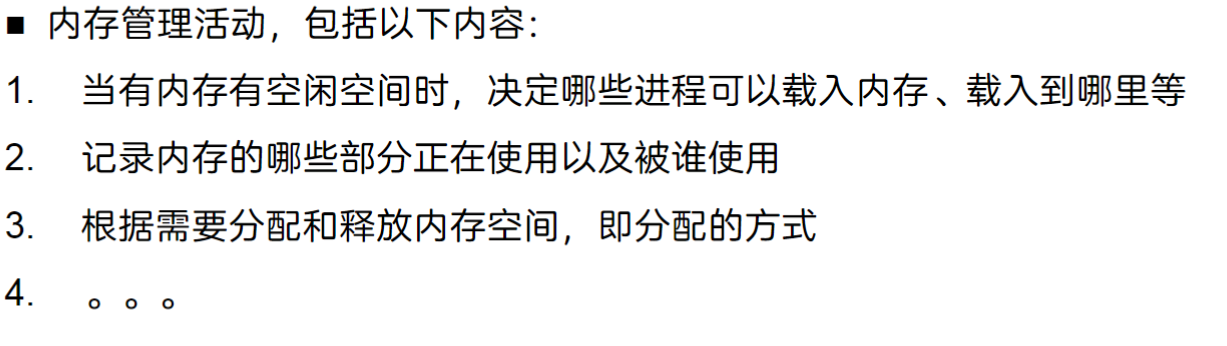 ■ 内存管理活动，包括以下内容：
1. 当有内存有空闲空间时，决定哪些进程可以载入内存、载入到哪里等
2. 记录内存的哪些部分正在使用以及被谁使用
3. 根据需要分配和释放内存空间，即分配的方式
4. 。。。